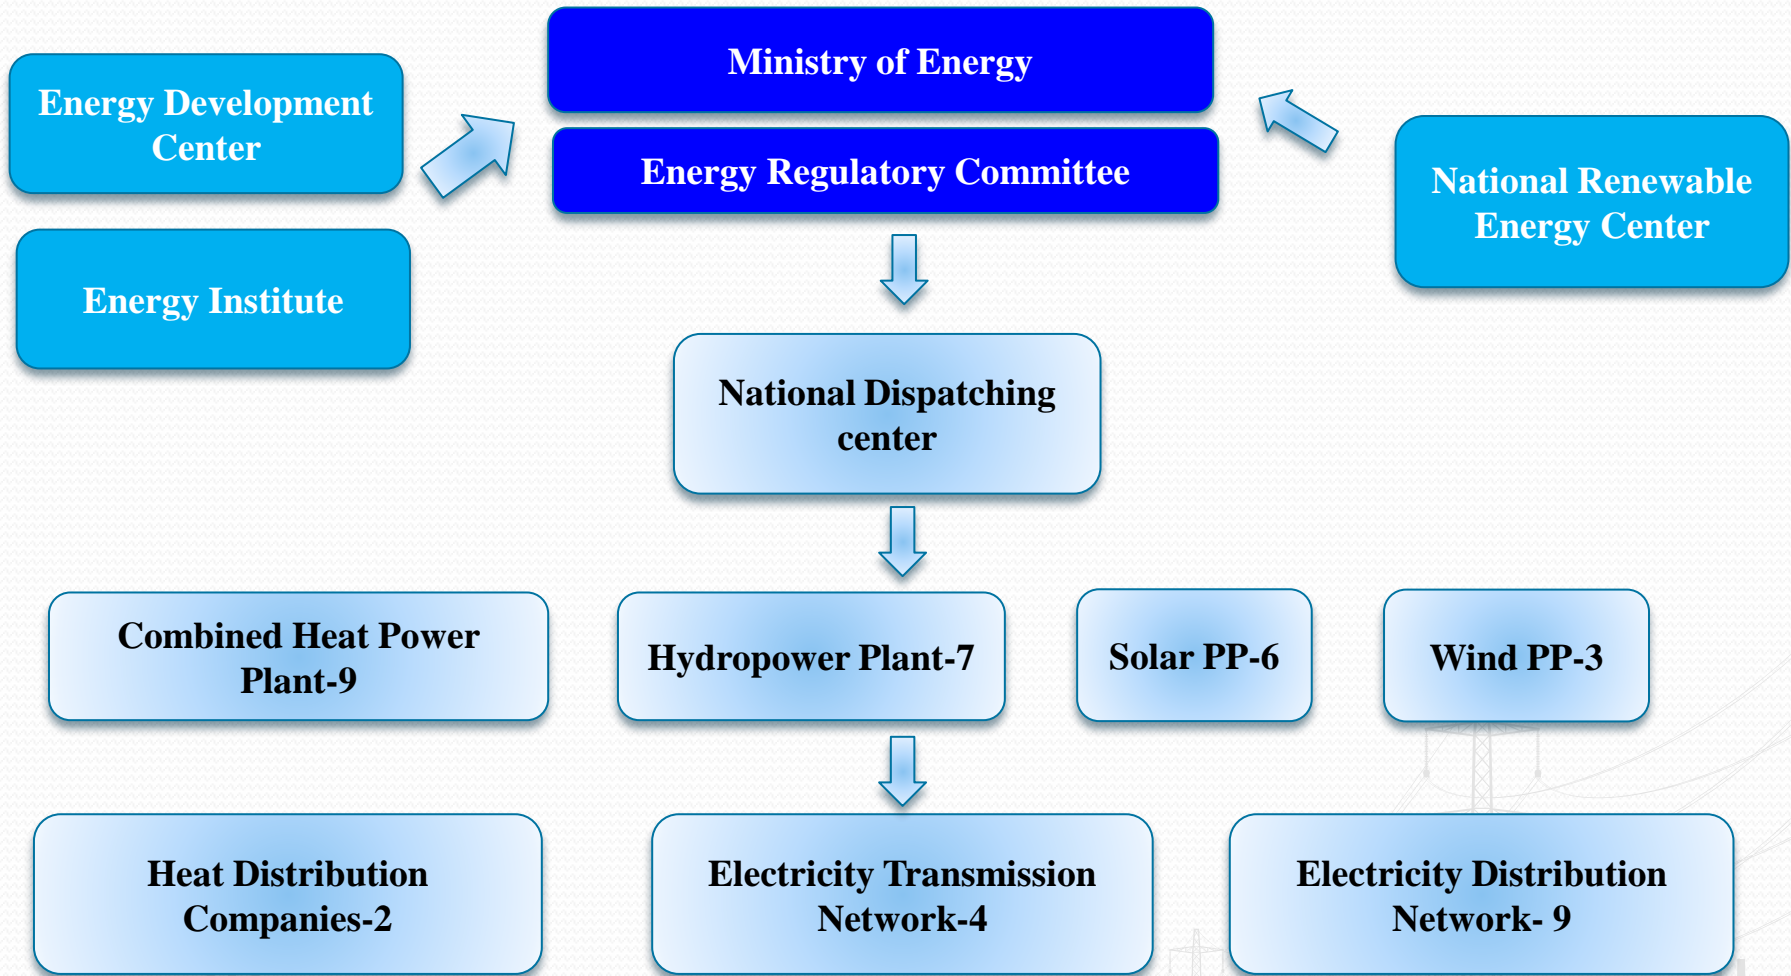 Ministry of Energy
Energy Development
Center
Energy Regulatory Committee
National Renewable
Energy Center
Energy Institute
National Dispatching
center
Combined Heat Power
Plant-9
Hydropower Plant-7
Solar PP-6
Wind PP-3
Heat Distribution
Companies-2
Electricity Transmission
Network-4
Electricity Distribution
Network- 9